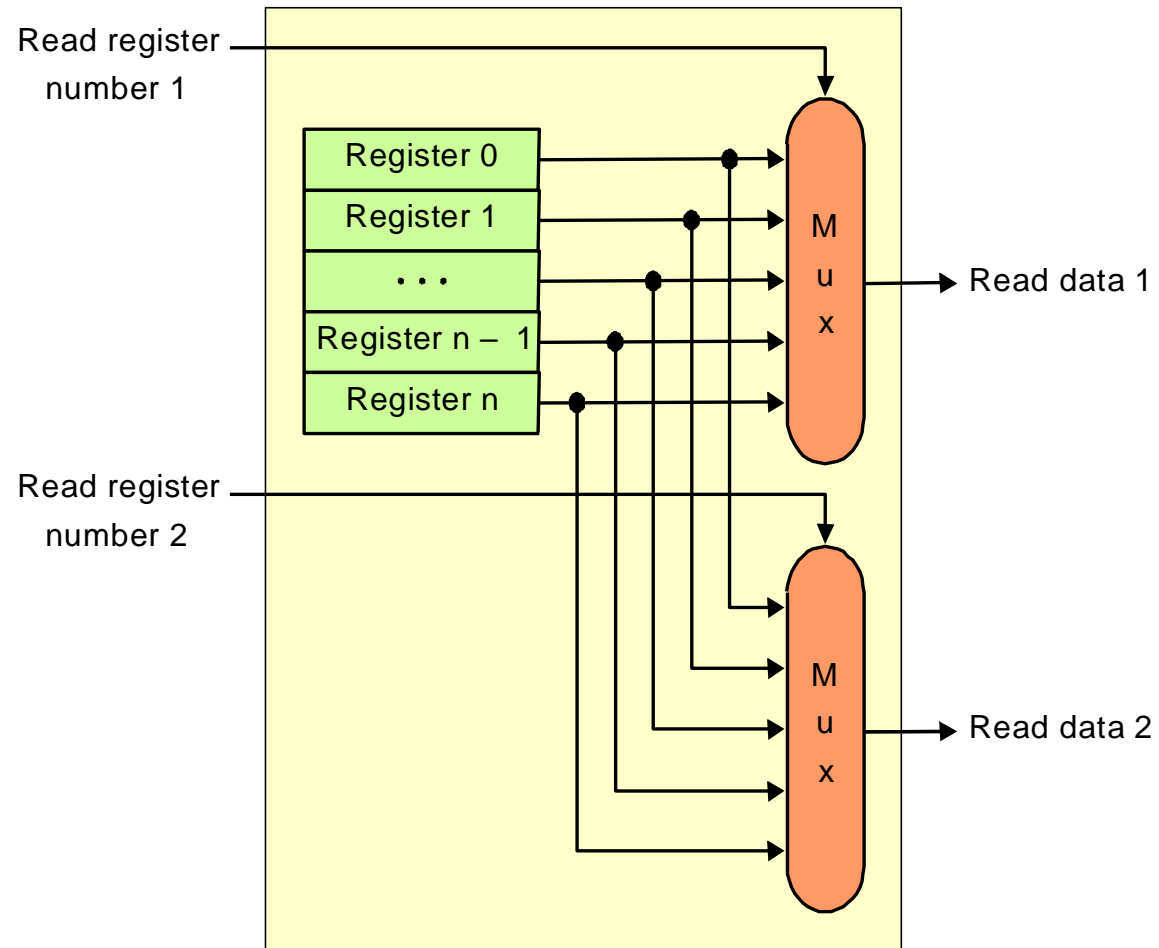 Read register
number 1
Register 0
Register 1
. . .
Register n – 1
Register n
M
u
x
Read data 1
Read register
number 2
M
u
x
Read data 2